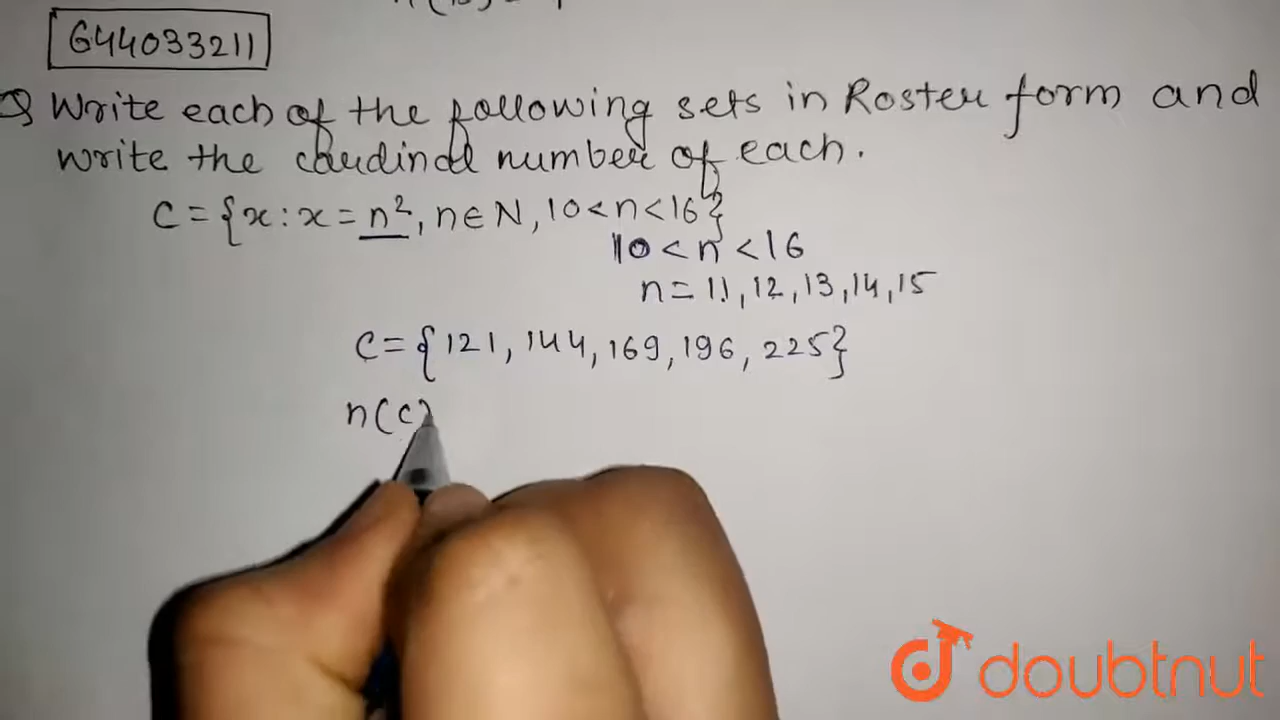 644033211
Q Write each of the following sets in Roster form and
write the cardinal number of each.
C = {x : x = n², n ∈ N, 10 < n < 16}
10 < n < 16
n = 11, 12, 13, 14, 15
C = {121, 144, 169, 196, 225}
n(C)
doubtnut